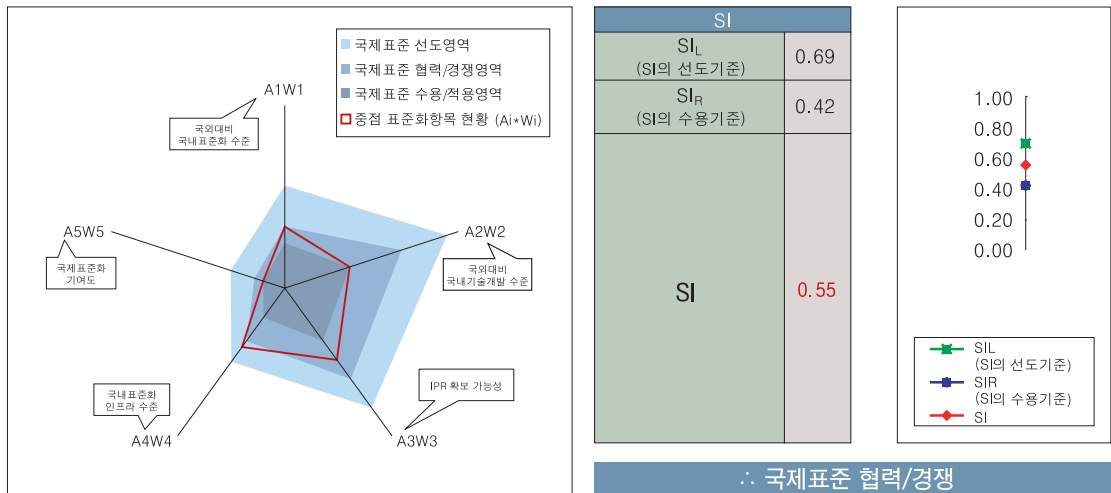 국제표준 선도영역
국제표준 협력/경쟁영역
국제표준 수용/적용영역
중점 표준화항목 현황 (Ai*Wi)
A1W1
국외대비
국내표준화 수준
A2W2
국외대비
국내기술개발 수준
A3W3
IPR 확보 가능성
A4W4
국내표준화
인프라 수준
A5W5
국제표준화
기여도
SI
SIL
(SI의 선도기준)
0.69
SIR
(SI의 수용기준)
0.42
SI
0.55
1.00
0.80
0.60
0.40
0.20
0.00
SIL
(SI의 선도기준)
SIR
(SI의 수용기준)
SI
∴ 국제표준 협력/경쟁